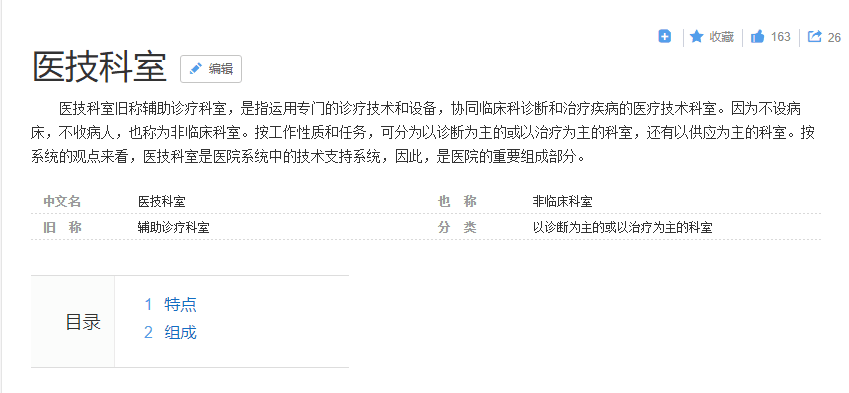 收藏 163 26
医技科室 编辑
医技科室旧称辅助诊疗科室，是指运用专门的诊疗技术和设备，协同临床科诊断和治疗疾病的医疗技术科室。因为不设病
床，不收病人，也称为非临床科室。按工作性质和任务，可分为以诊断为主的或以治疗为主的科室，还有以供应为主的科室。按
系统的观点来看，医技科室是医院系统中的技术支持系统，因此，是医院的重要组成部分。
中文名 医技科室 也 称 非临床科室
旧 称 辅助诊疗科室 分 类 以诊断为主的或以治疗为主的科室
目录
1 特点
2 组成